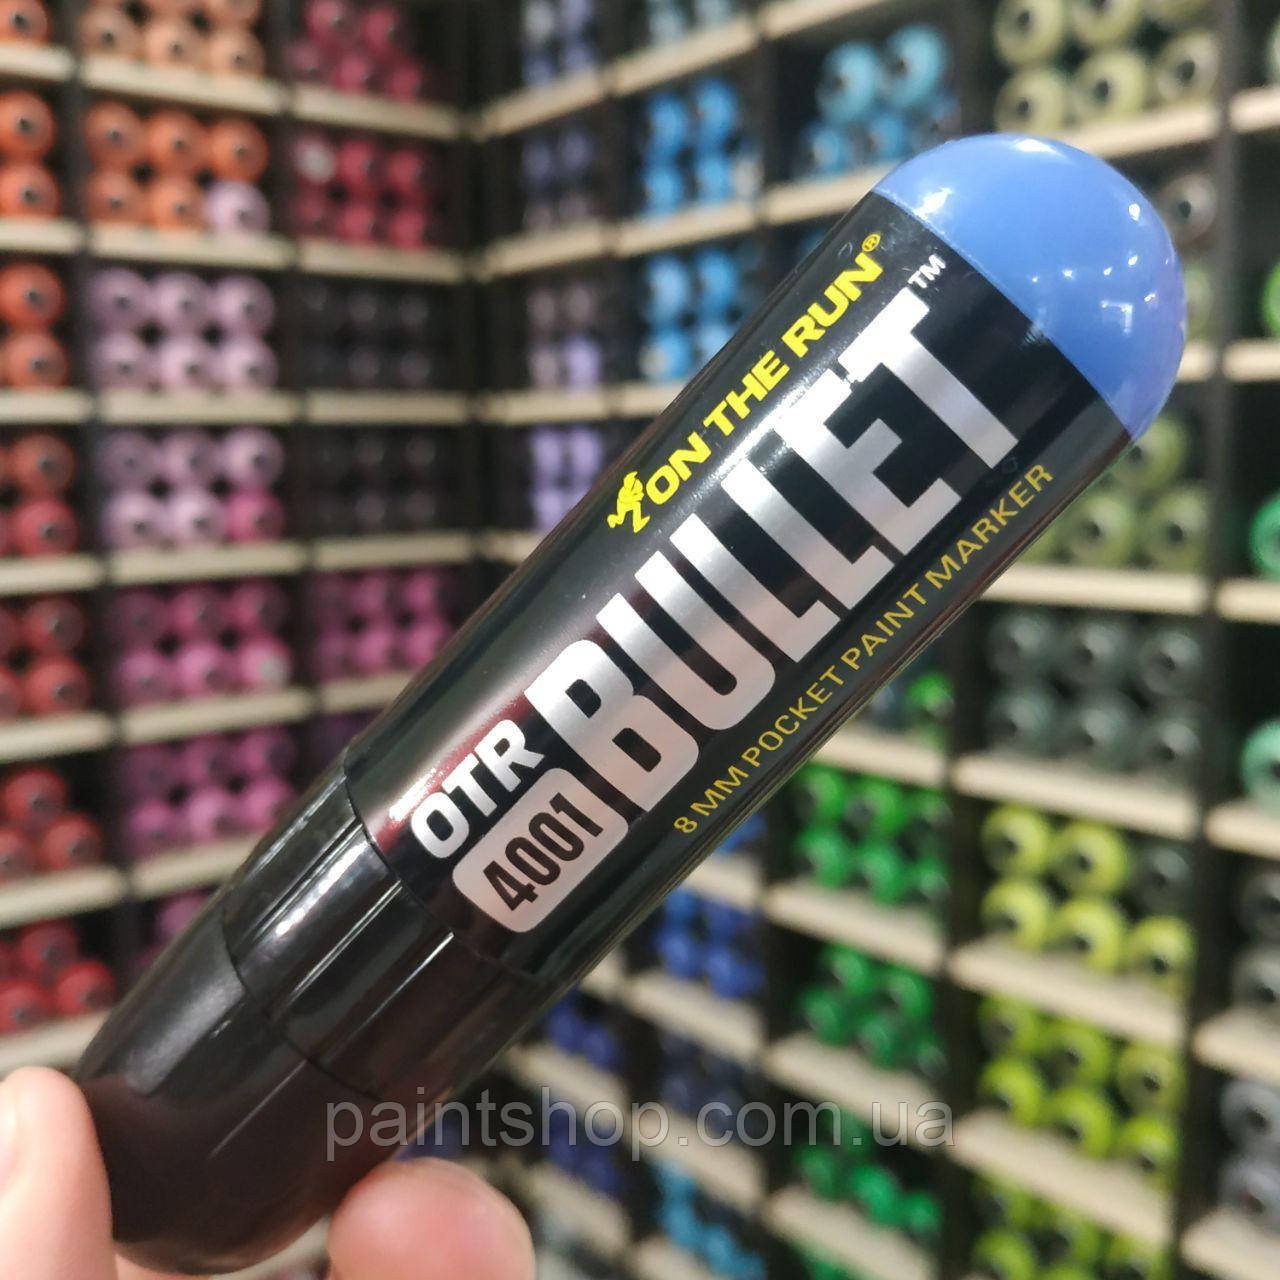 ON THE RUN®
BULLET™
OTR
4001
8 MM POCKET PAINT MARKER
paintshop.com.ua